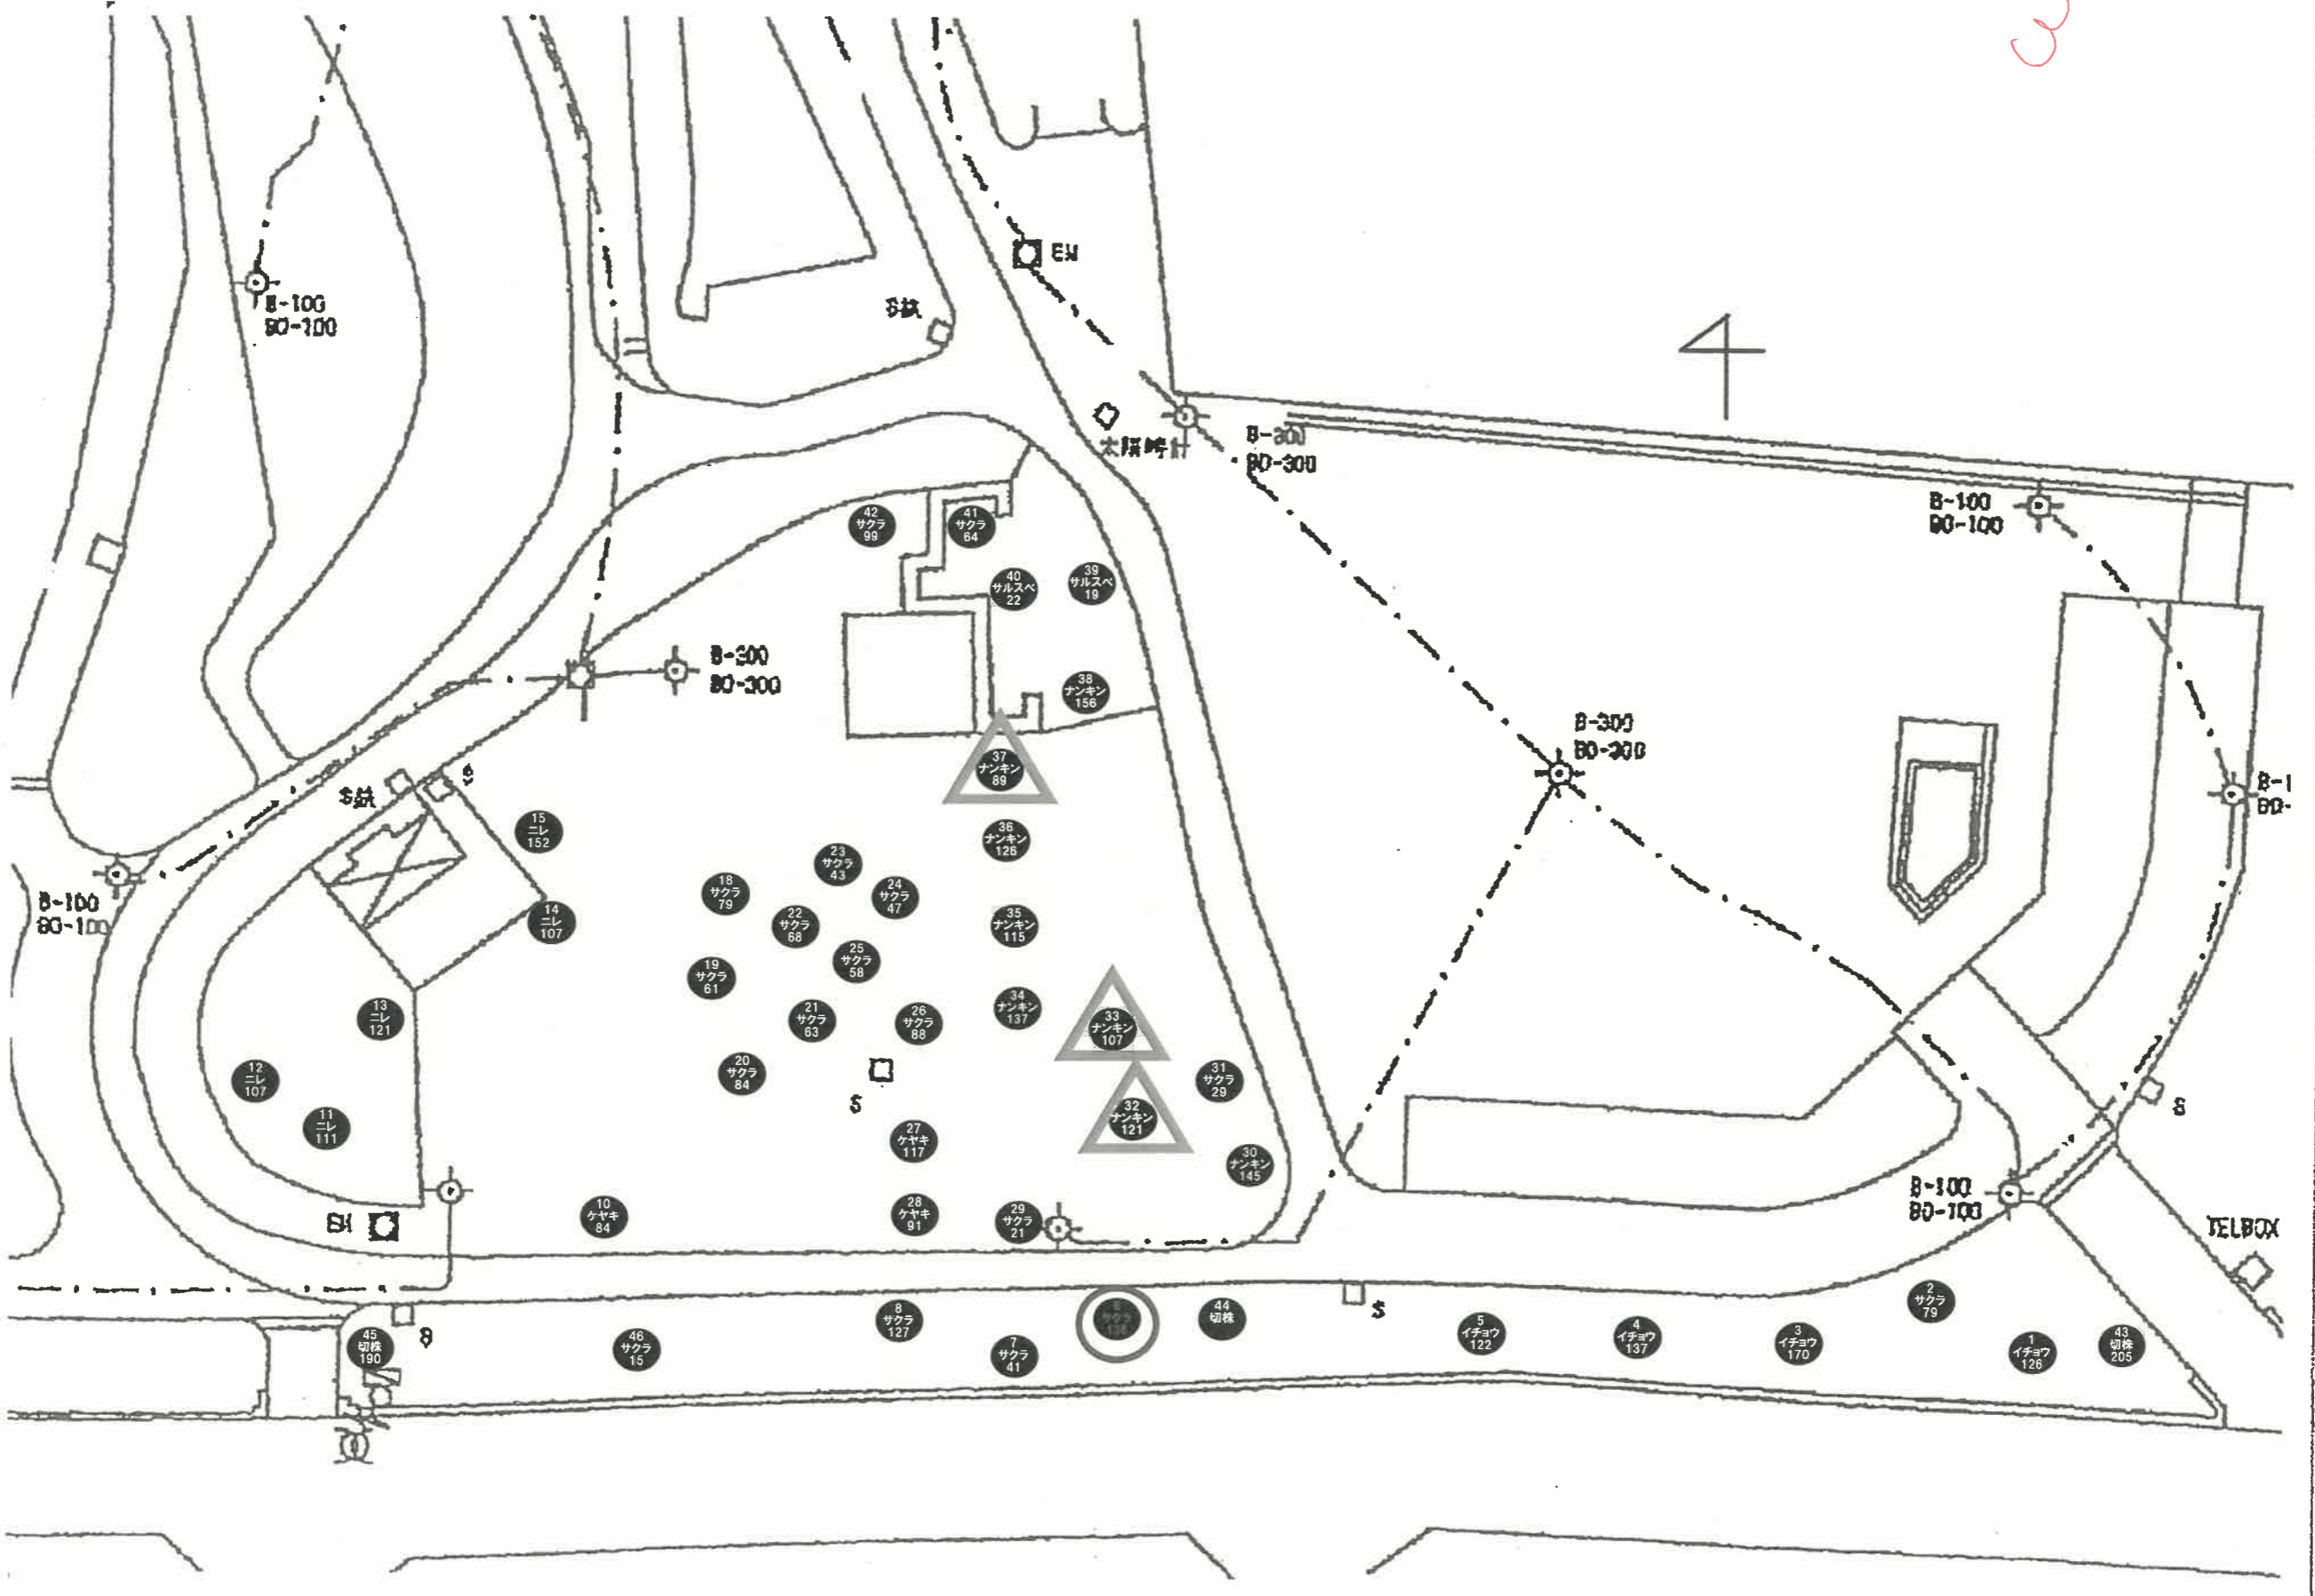 EW
B-100
BO-100
S鉄
太陽時計
B-300
BO-300
B-100
BO-100
42
サクラ
99
41
サクラ
64
40
サルスベ
22
39
サルスベ
19
B-300
BO-300
38
ナンキン
156
B-300
BO-300
37
ナンキン
89
S
S鉄
15
ニレ
152
36
ナンキン
126
23
サクラ
43
18
サクラ
79
24
サクラ
47
22
サクラ
68
35
ナンキン
115
14
ニレ
107
B-100
BO-100
25
サクラ
58
19
サクラ
61
34
ナンキン
137
13
ニレ
121
21
サクラ
63
26
サクラ
88
33
ナンキン
107
20
サクラ
84
12
ニレ
107
31
サクラ
29
S
S
11
ニレ
111
32
ナンキン
121
27
ケヤキ
117
30
ナンキン
145
B-100
BO-100
10
ケヤキ
84
28
ケヤキ
91
29
サクラ
21
TELBOX
2
サクラ
79
8
サクラ
127
44
切株
S
S
5
イチョウ
122
4
イチョウ
137
3
イチョウ
170
1
イチョウ
126
43
切株
205
45
切株
190
46
サクラ
15
7
サクラ
41